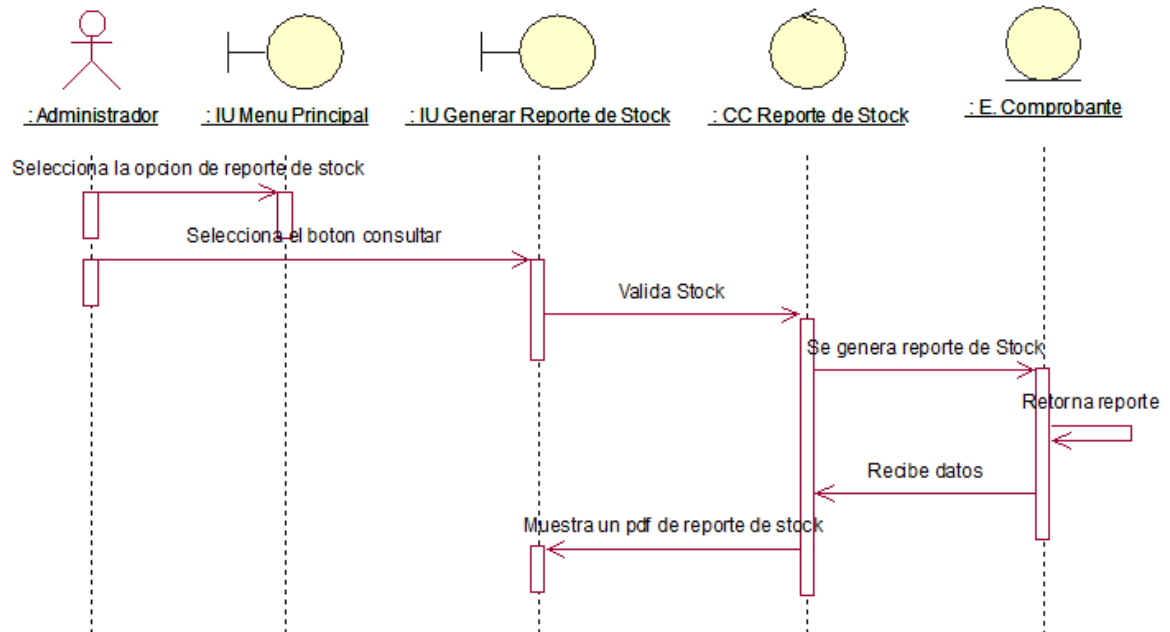 : Administrador
: IU Menu Principal
: IU Generar Reporte de Stock
: CC Reporte de Stock
: E. Comprobante
Selecciona la opcion de reporte de stock
Selecciona el boton consultar
Valida Stock
Se genera reporte de Stock
Retorna reporte
Recibe datos
Muestra un pdf de reporte de stock